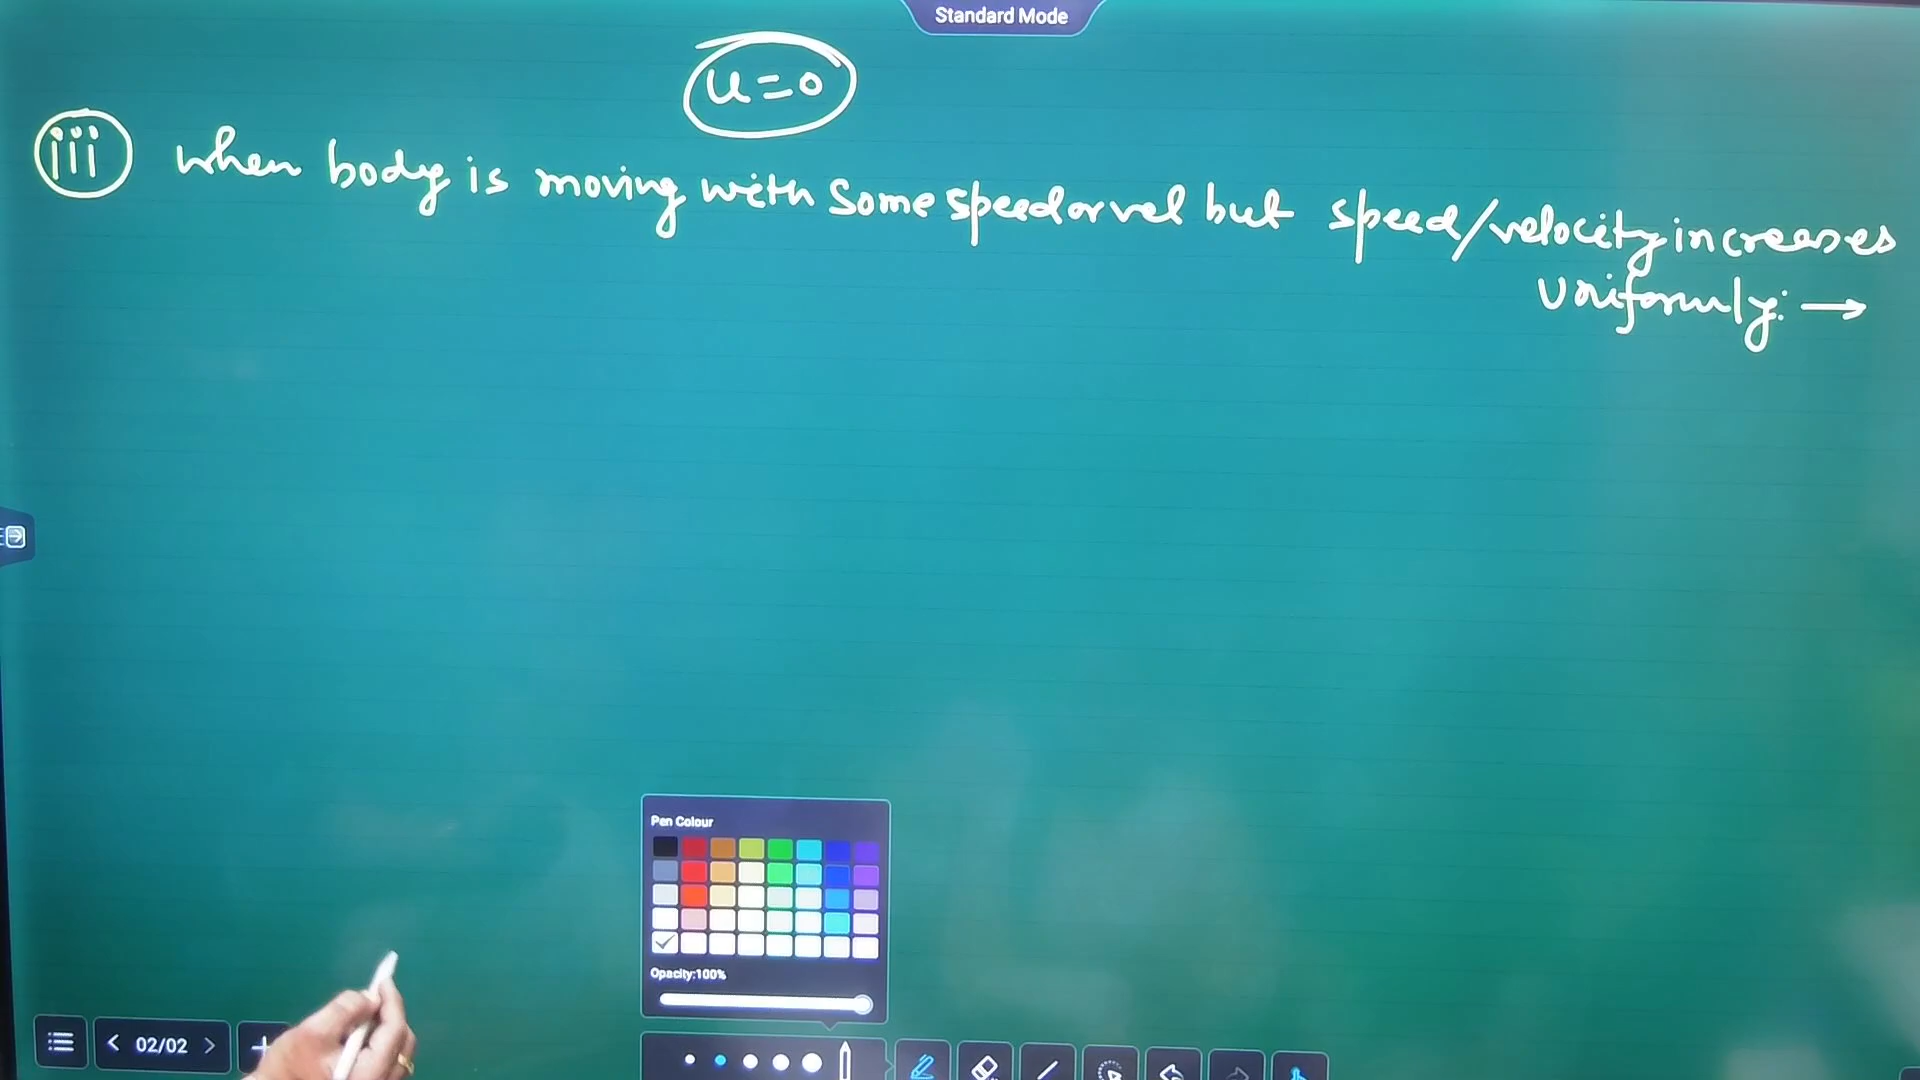 Standard Mode
u=0
iii when body is moving with some speed or vel but speed/velocity increases
uniformly: →
Pen Colour
Opacity:100%
< 02/02 > +